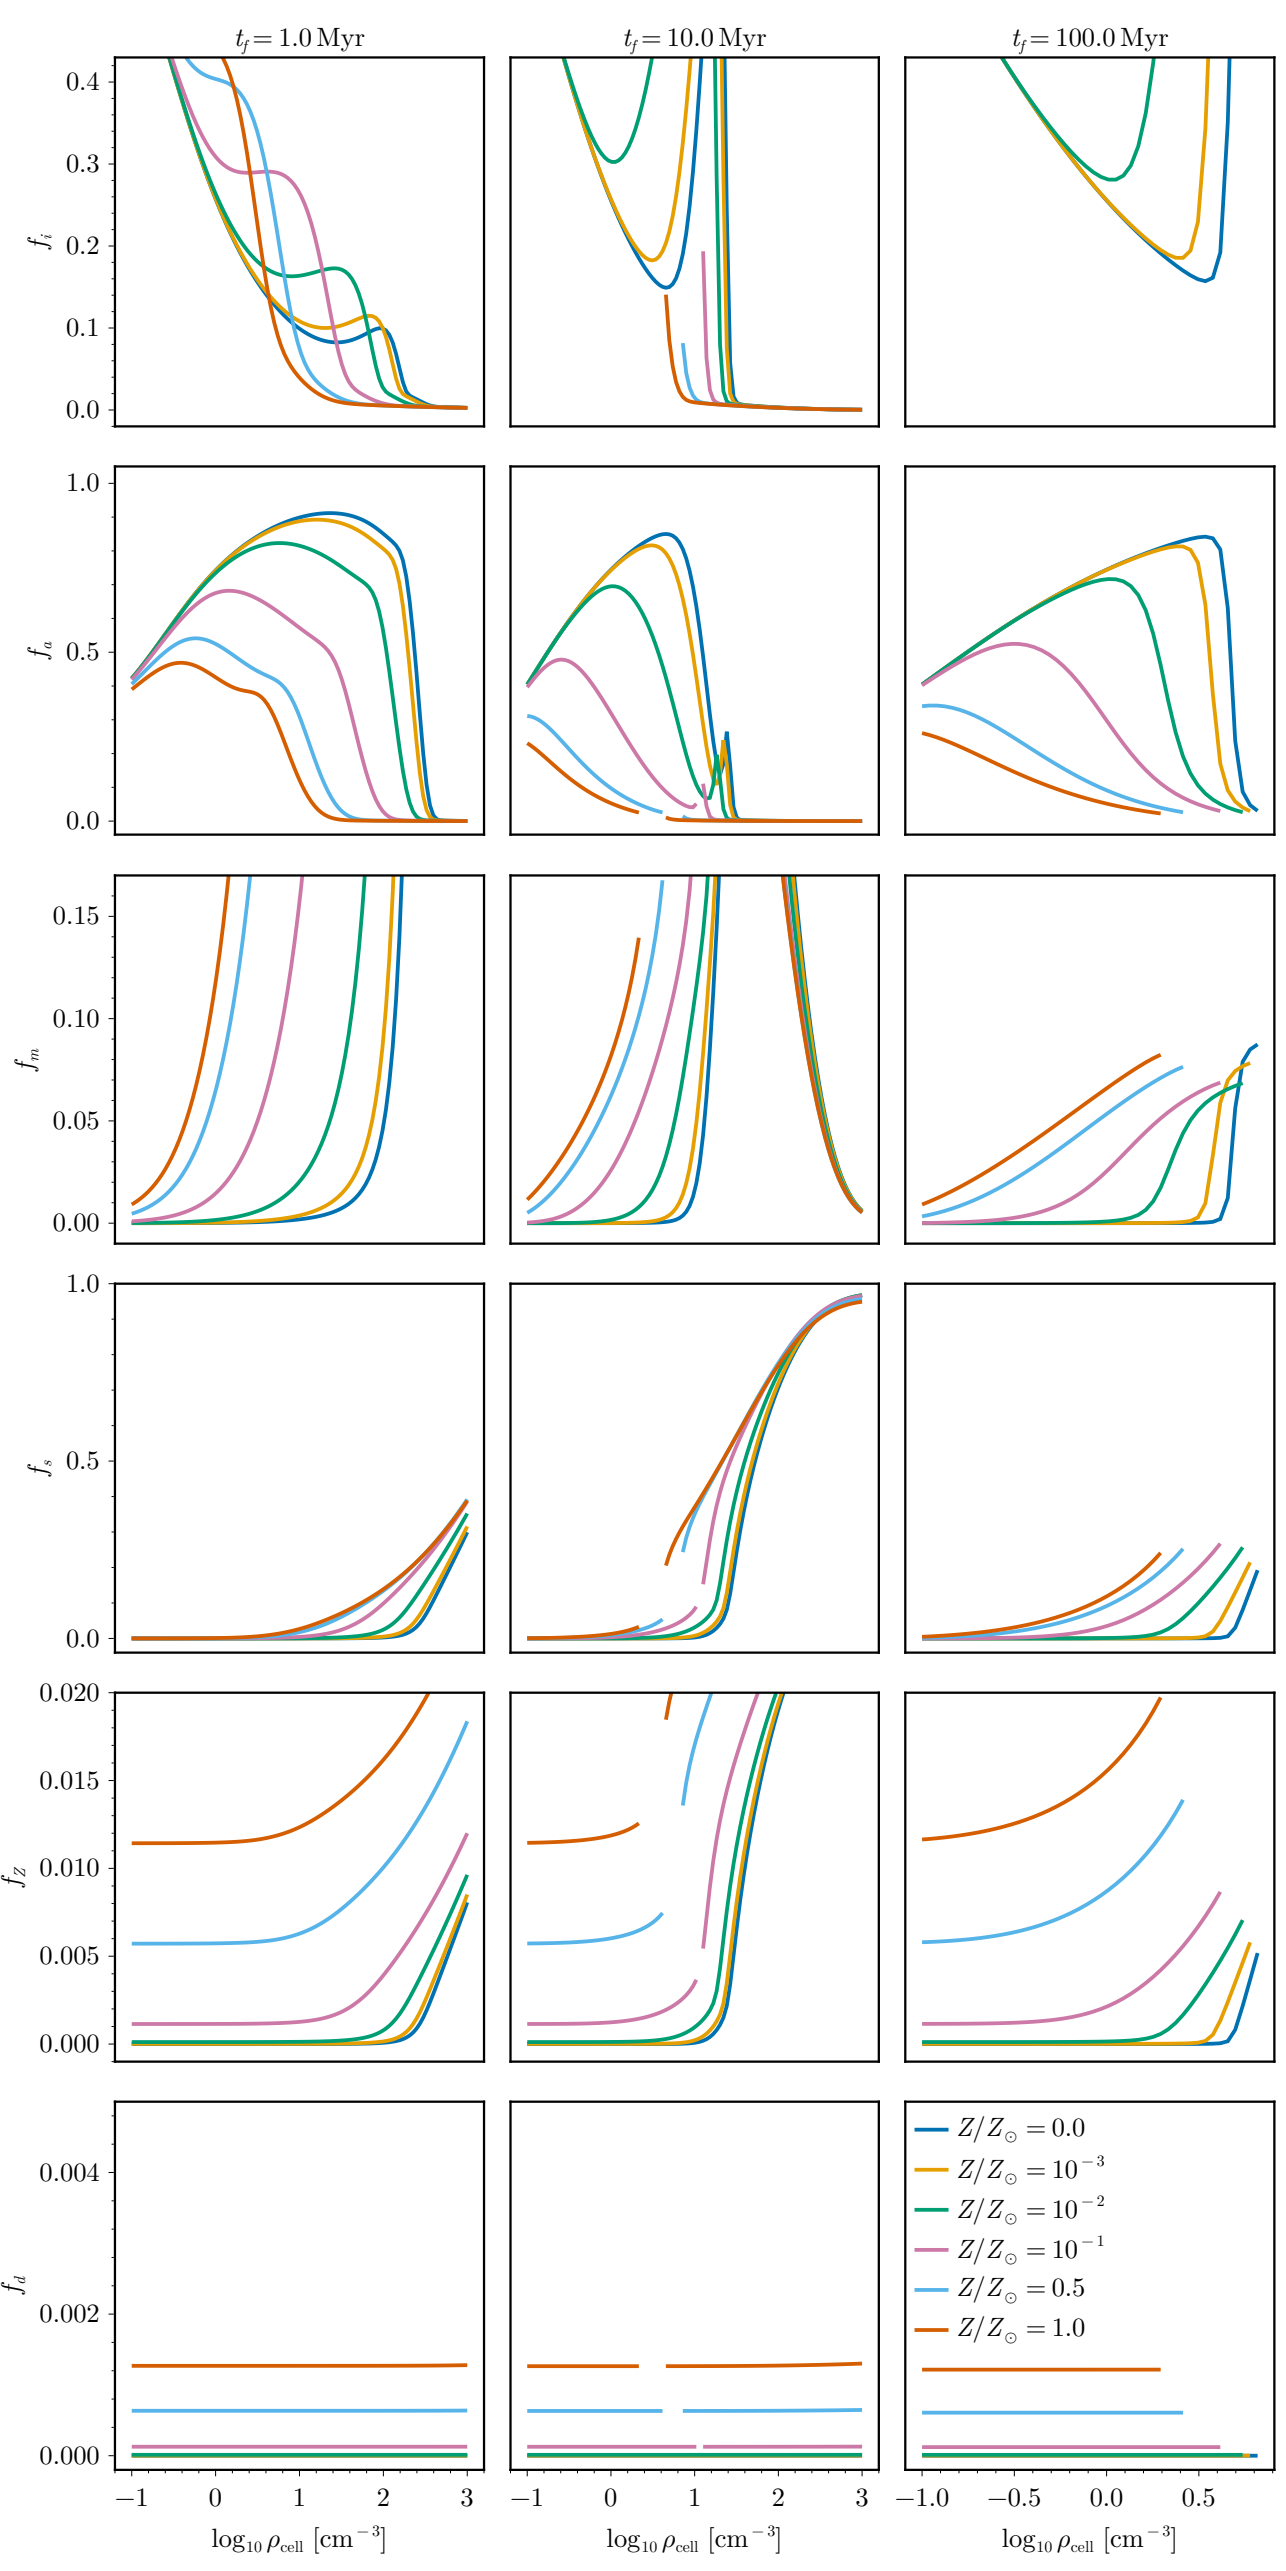 t_f = 1.0 Myr
t_f = 10.0 Myr
t_f = 100.0 Myr
0.4
0.3
0.2
0.1
0.0
f_i
1.0
0.5
0.0
f_a
0.15
0.10
0.05
0.00
f_m
1.0
0.5
0.0
f_s
0.020
0.015
0.010
0.005
0.000
f_Z
0.004
0.002
0.000
f_d
Z/Z_⊙ = 0.0
Z/Z_⊙ = 10^{-3}
Z/Z_⊙ = 10^{-2}
Z/Z_⊙ = 10^{-1}
Z/Z_⊙ = 0.5
Z/Z_⊙ = 1.0
−1 0 1 2 3
−1 0 1 2 3
−1.0 −0.5 0.0 0.5
log₁₀ ρ_cell [cm⁻³]
log₁₀ ρ_cell [cm⁻³]
log₁₀ ρ_cell [cm⁻³]